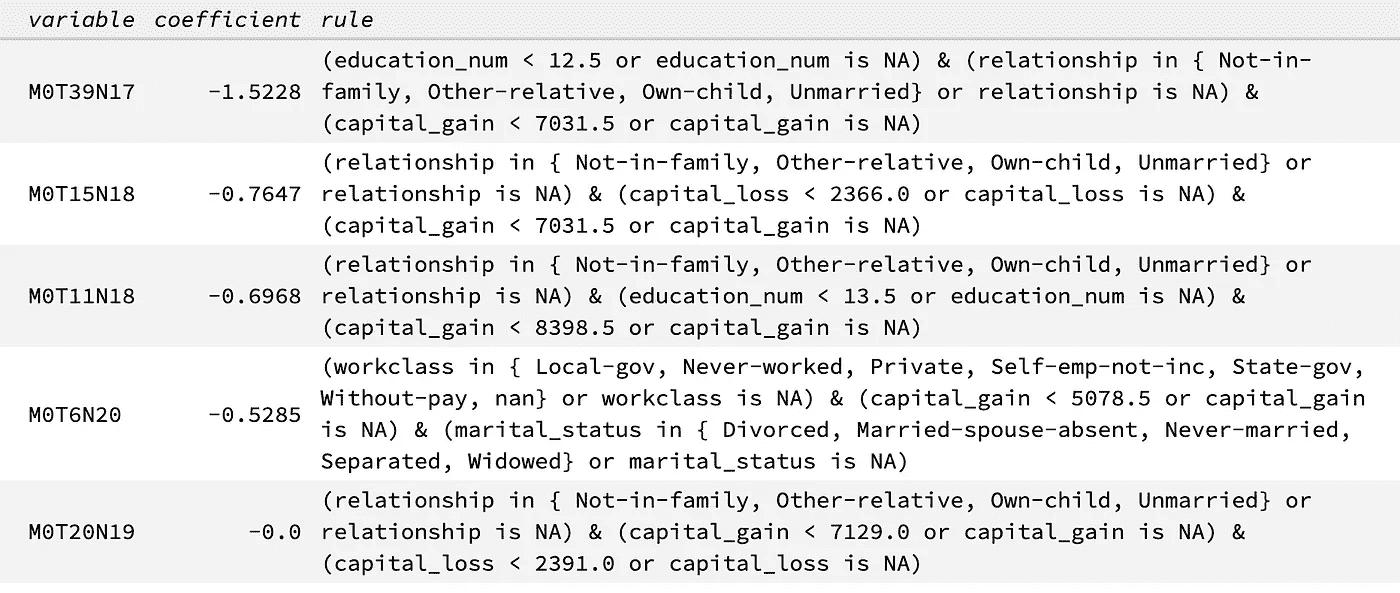 variable coefficient rule
(education_num < 12.5 or education_num is NA) & (relationship in { Not-in-
M0T39N17 -1.5228 family, Other-relative, Own-child, Unmarried} or relationship is NA) &
(capital_gain < 7031.5 or capital_gain is NA)
(relationship in { Not-in-family, Other-relative, Own-child, Unmarried} or
M0T15N18 -0.7647 relationship is NA) & (capital_loss < 2366.0 or capital_loss is NA) &
(capital_gain < 7031.5 or capital_gain is NA)
(relationship in { Not-in-family, Other-relative, Own-child, Unmarried} or
M0T11N18 -0.6968 relationship is NA) & (education_num < 13.5 or education_num is NA) &
(capital_gain < 8398.5 or capital_gain is NA)
(workclass in { Local-gov, Never-worked, Private, Self-emp-not-inc, State-gov,
Without-pay, nan} or workclass is NA) & (capital_gain < 5078.5 or capital_gain
M0T6N20 -0.5285
is NA) & (marital_status in { Divorced, Married-spouse-absent, Never-married,
Separated, Widowed} or marital_status is NA)
(relationship in { Not-in-family, Other-relative, Own-child, Unmarried} or
M0T20N19 -0.0 relationship is NA) & (capital_gain < 7129.0 or capital_gain is NA) &
(capital_loss < 2391.0 or capital_loss is NA)